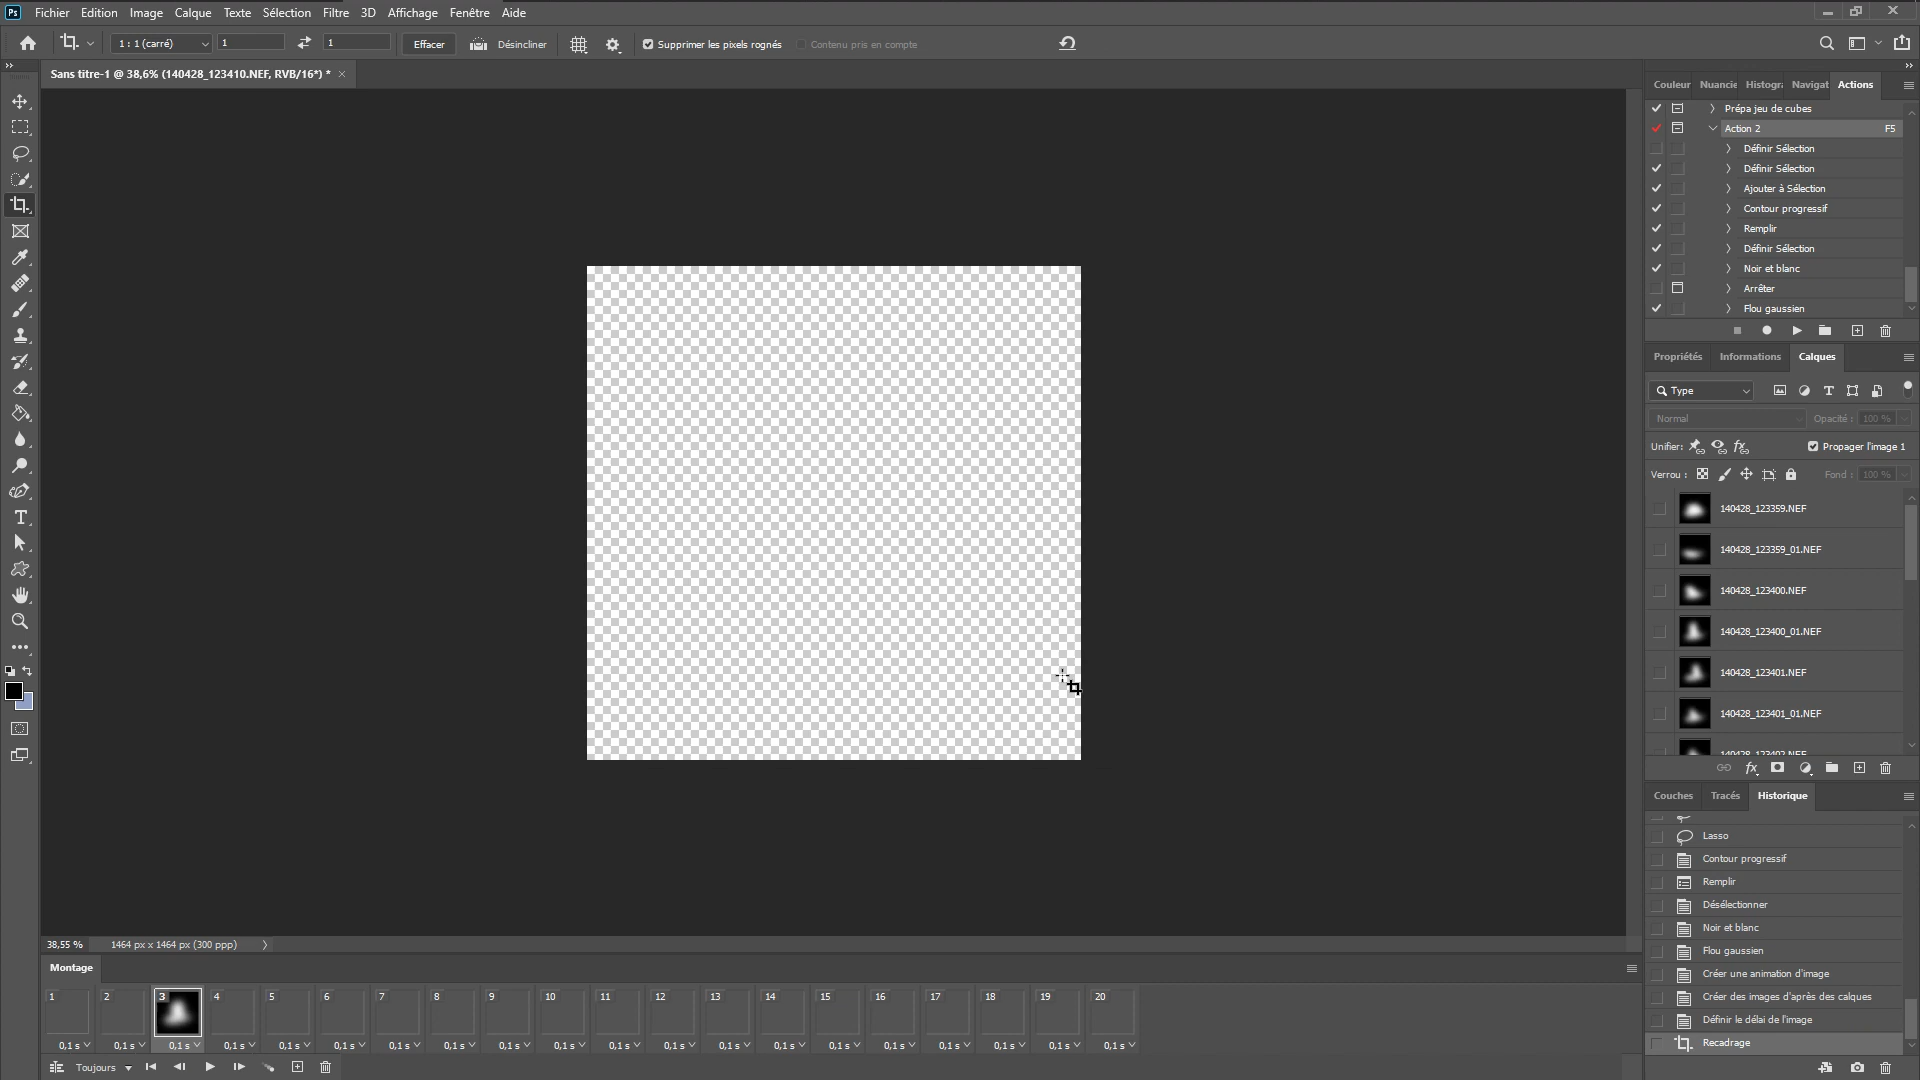 Ps Fichier Edition Image Calque Texte Sélection Filtre 3D Affichage Fenêtre Aide
1 : 1 (carré) 1 1 Effacer Désincliner Supprimer les pixels rognés Contenu pris en compte
Sans titre-1 @ 38,6% (140428_123410.NEF, RVB/16*) *
Couleur Nuancie Histogra Navigat Actions
Prépa jeu de cubes
Action 2 F5
Définir Sélection
Définir Sélection
Ajouter à Sélection
Contour progressif
Remplir
Définir Sélection
Noir et blanc
Arrêter
Flou gaussien
Propriétés Informations Calques
Type
Normal Opacité : 100 %
Unifier: Propager l'image 1
Verrou : Fond : 100 %
140428_123359.NEF
140428_123359_01.NEF
140428_123400.NEF
140428_123400_01.NEF
140428_123401.NEF
140428_123401_01.NEF
140428_123402.NEF
fx
Couches Tracés Historique
Lasso
Contour progressif
Remplir
Désélectionner
Noir et blanc
Flou gaussien
Créer une animation d'image
Créer des images d'après des calques
Définir le délai de l'image
Recadrage
38,55 % 1464 px x 1464 px (300 ppp)
Montage
1 2 3 4 5 6 7 8 9 10 11 12 13 14 15 16 17 18 19 20
0,1 s 0,1 s 0,1 s 0,1 s 0,1 s 0,1 s 0,1 s 0,1 s 0,1 s 0,1 s 0,1 s 0,1 s 0,1 s 0,1 s 0,1 s 0,1 s 0,1 s 0,1 s 0,1 s 0,1 s
Toujours